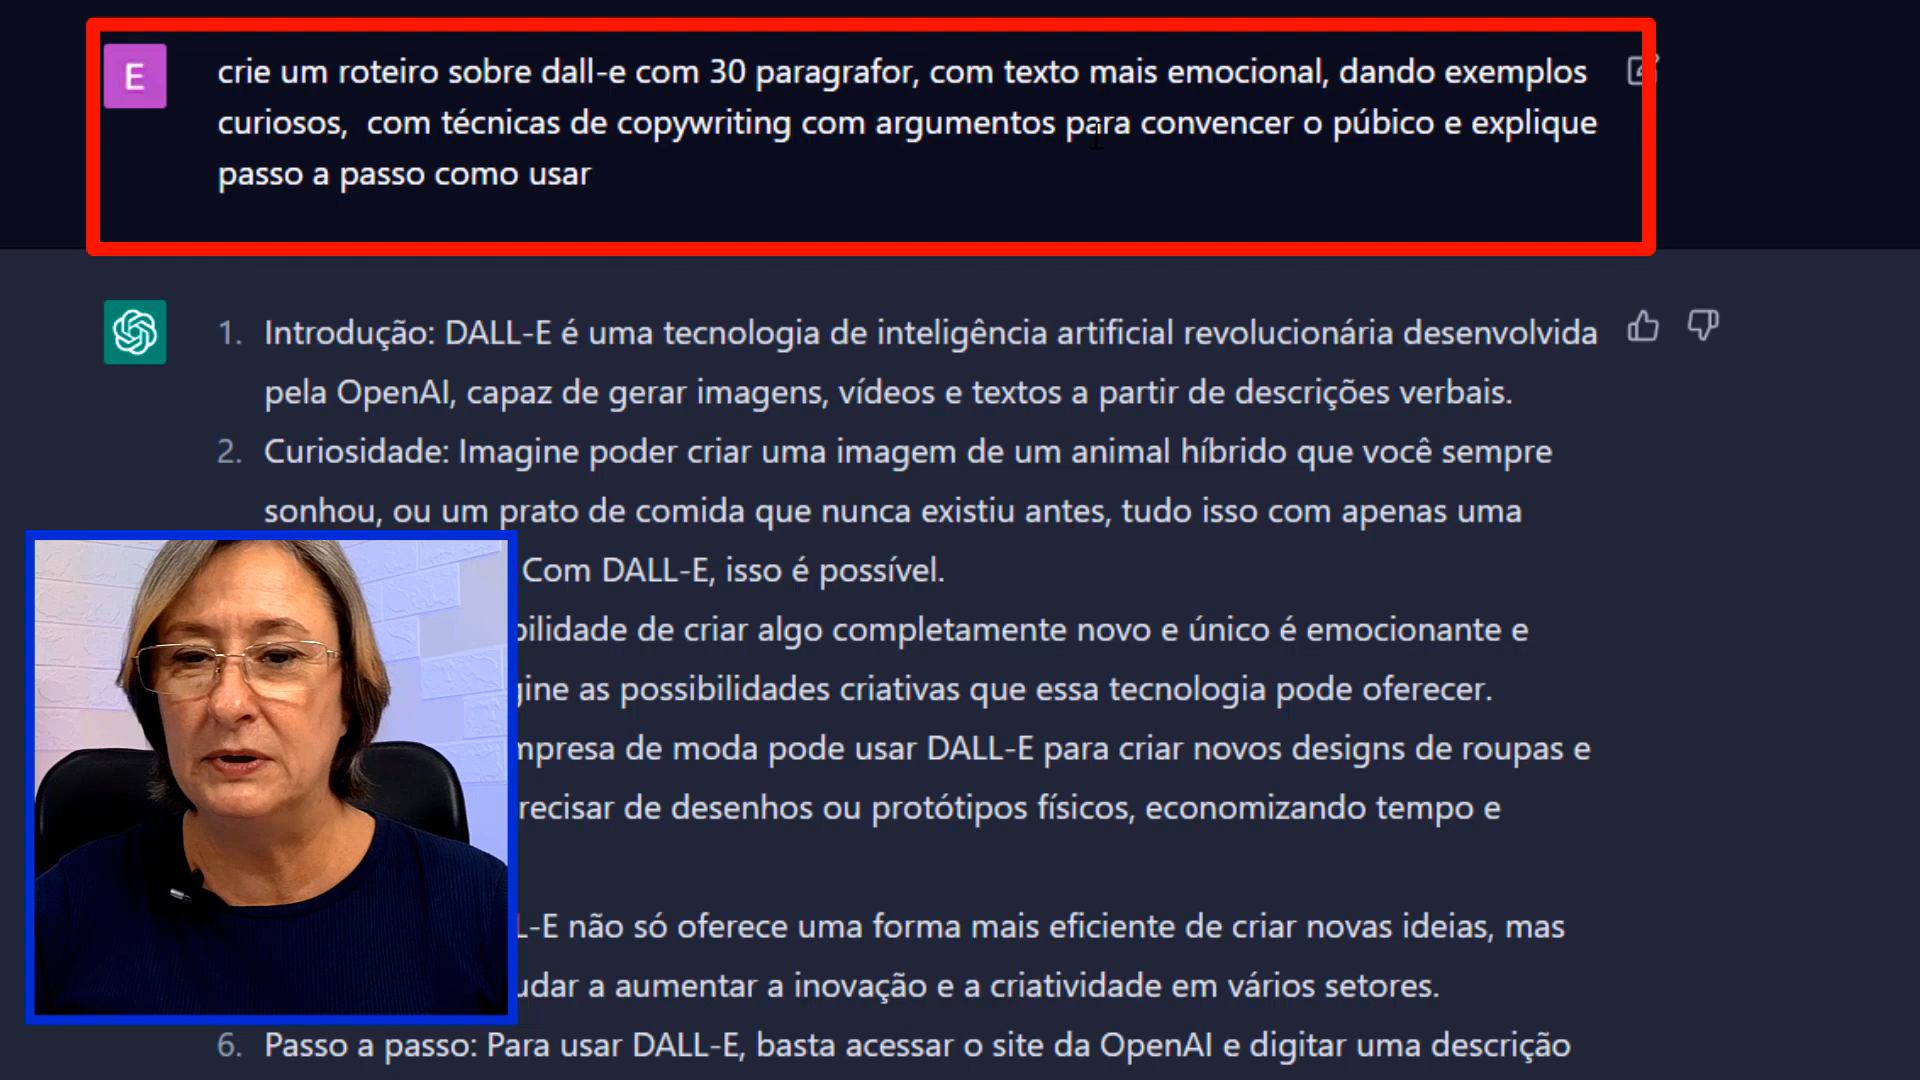 E
crie um roteiro sobre dall-e com 30 paragrafor, com texto mais emocional, dando exemplos
curiosos, com técnicas de copywriting com argumentos para convencer o púbico e explique
passo a passo como usar
1. Introdução: DALL-E é uma tecnologia de inteligência artificial revolucionária desenvolvida
pela OpenAI, capaz de gerar imagens, vídeos e textos a partir de descrições verbais.
2. Curiosidade: Imagine poder criar uma imagem de um animal híbrido que você sempre
sonhou, ou um prato de comida que nunca existiu antes, tudo isso com apenas uma
Com DALL-E, isso é possível.
bilidade de criar algo completamente novo e único é emocionante e
gine as possibilidades criativas que essa tecnologia pode oferecer.
mpresa de moda pode usar DALL-E para criar novos designs de roupas e
recisar de desenhos ou protótipos físicos, economizando tempo e
L-E não só oferece uma forma mais eficiente de criar novas ideias, mas
udar a aumentar a inovação e a criatividade em vários setores.
6. Passo a passo: Para usar DALL-E, basta acessar o site da OpenAI e digitar uma descrição